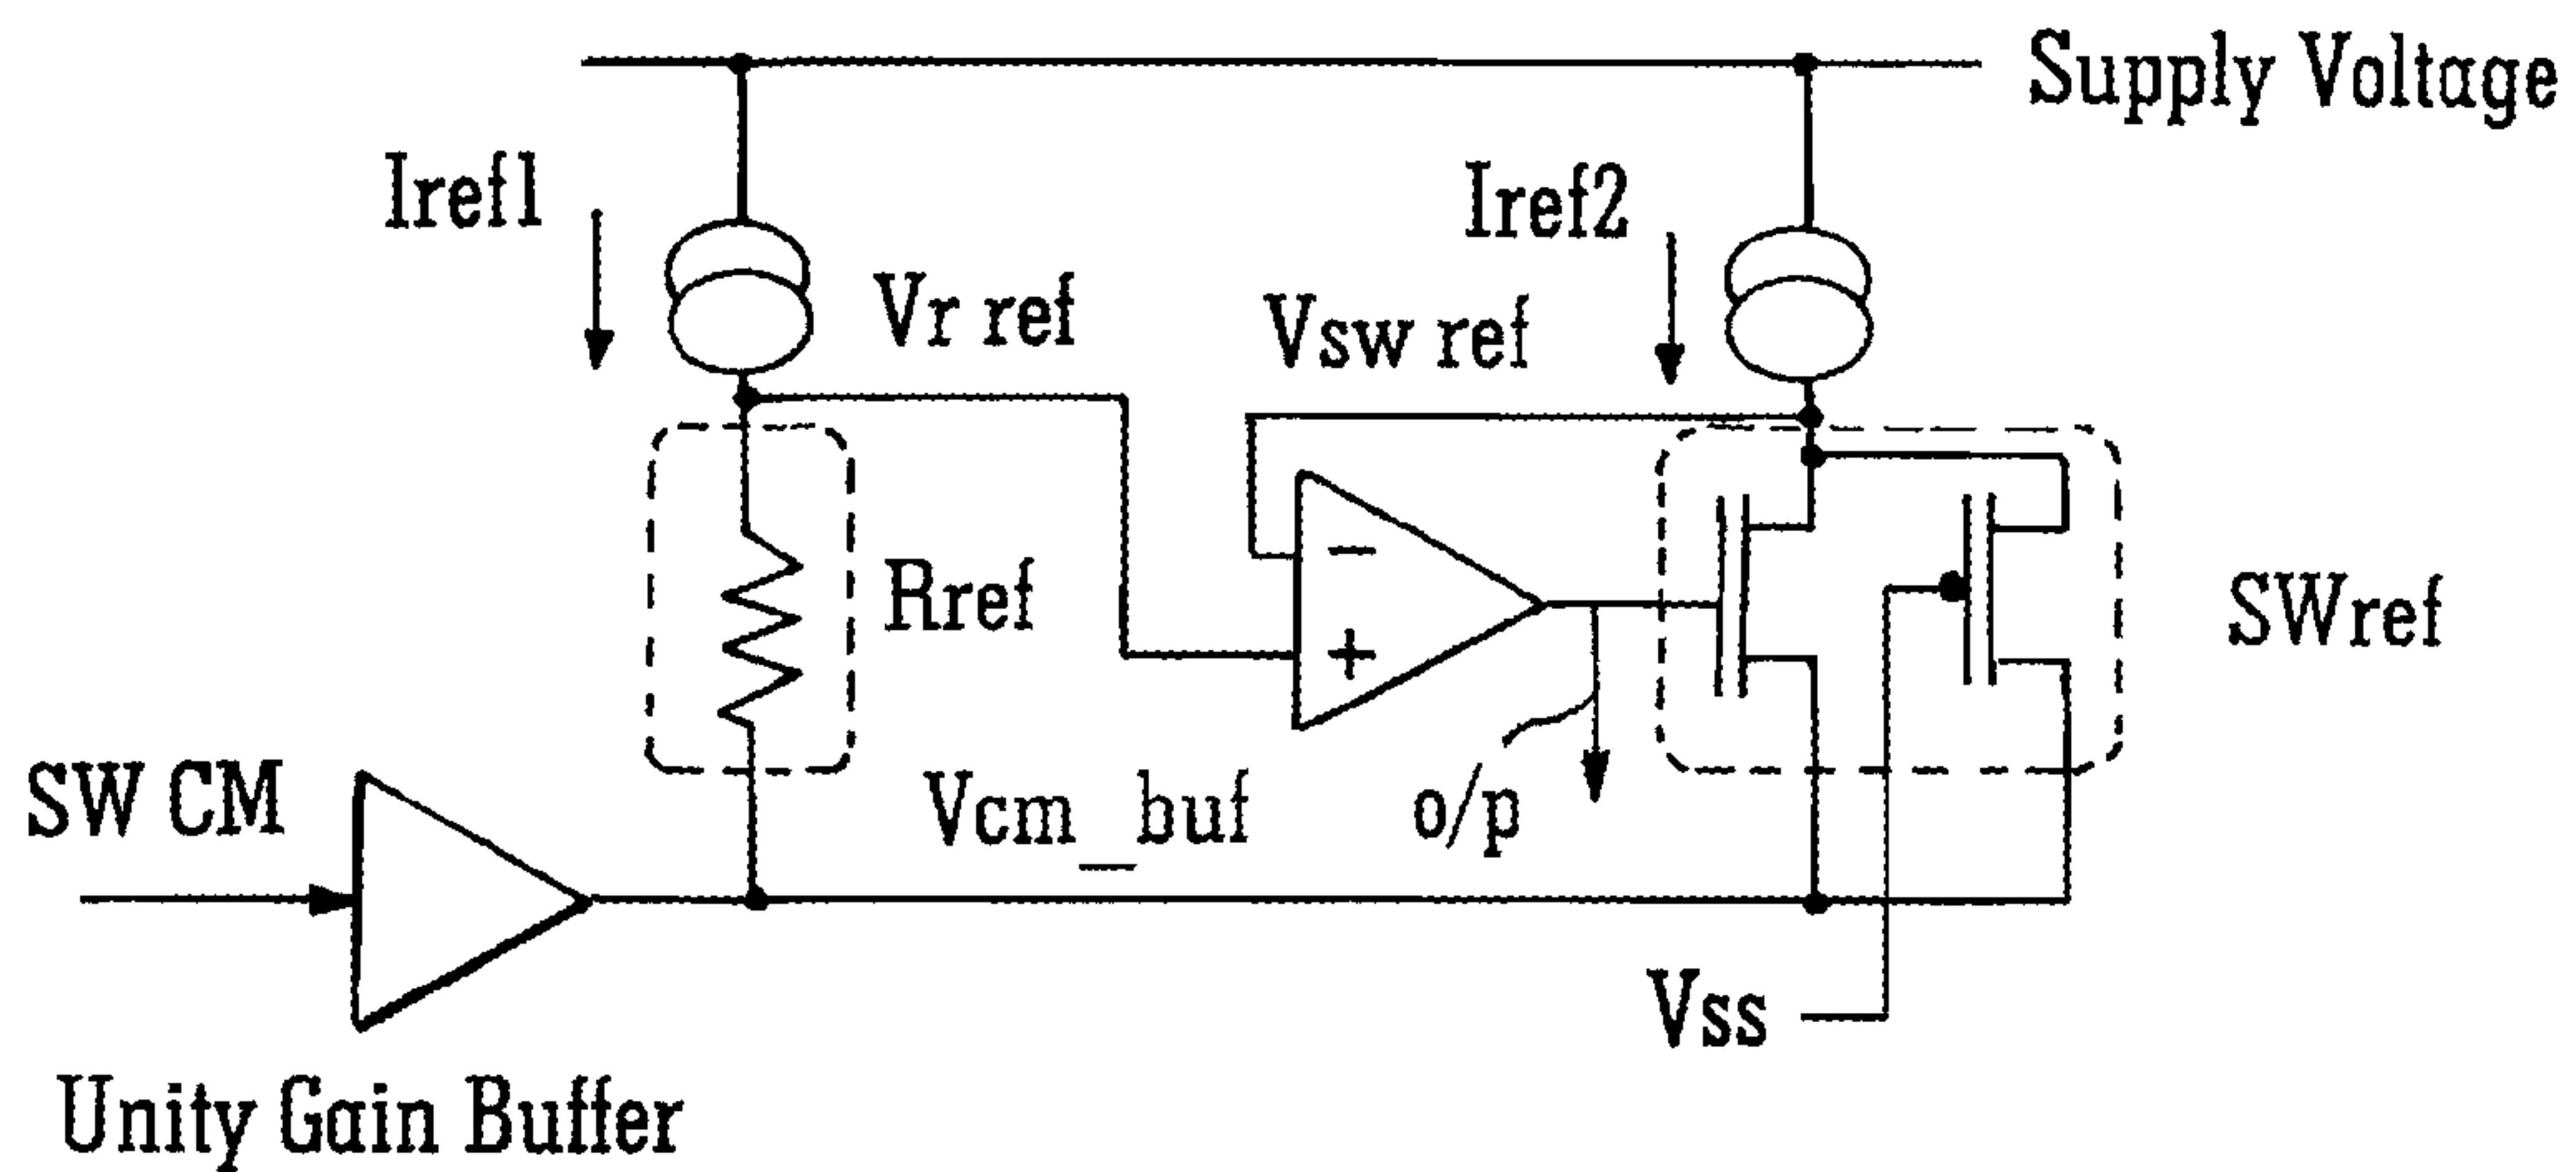 Supply Voltage
Iref1
Iref2
Vr ref
Vsw ref
−
+
Rref
SWref
SW CM
Vcm_buf
o/p
Vss
Unity Gain Buffer